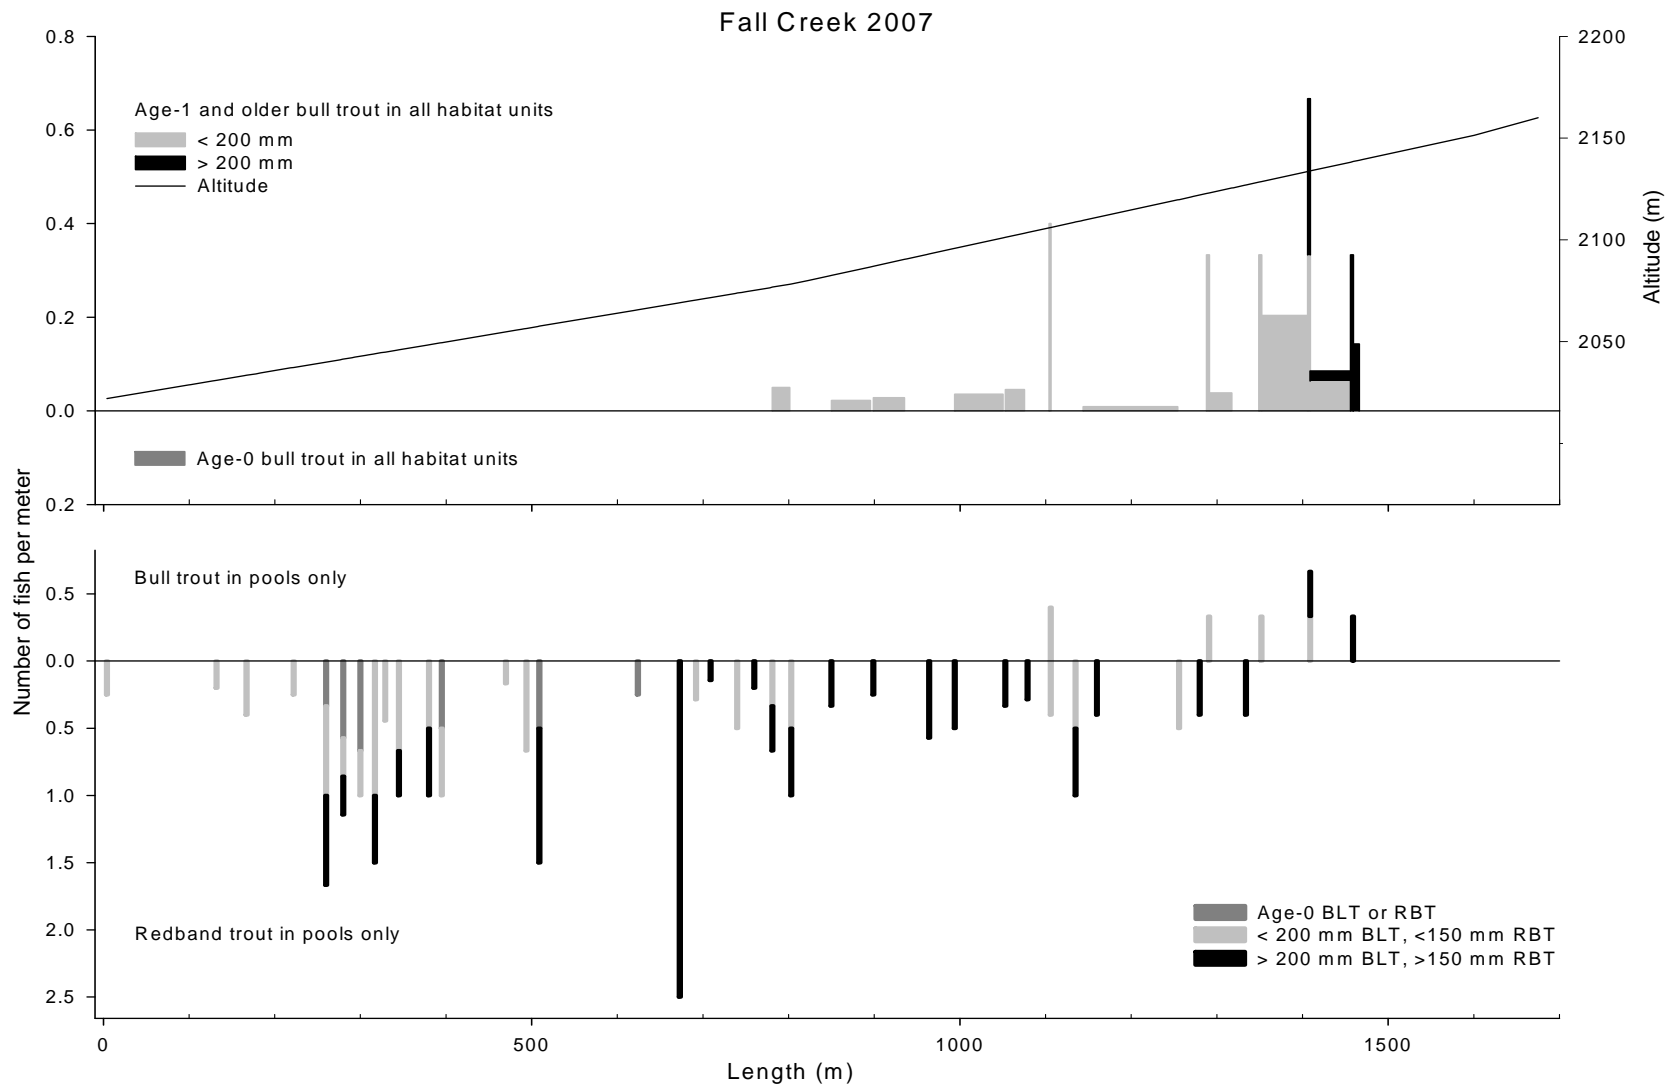 Fall Creek 2007
0.8
0.6
0.4
0.2
0.0
0.2
2200
2150
2100
2050
Altitude (m)
Age-1 and older bull trout in all habitat units
< 200 mm
> 200 mm
Altitude
Age-0 bull trout in all habitat units
Number of fish per meter
Bull trout in pools only
0.5
0.0
0.5
1.0
1.5
2.0
2.5
Redband trout in pools only
Age-0 BLT or RBT
< 200 mm BLT, <150 mm RBT
> 200 mm BLT, >150 mm RBT
0
500
1000
1500
Length (m)